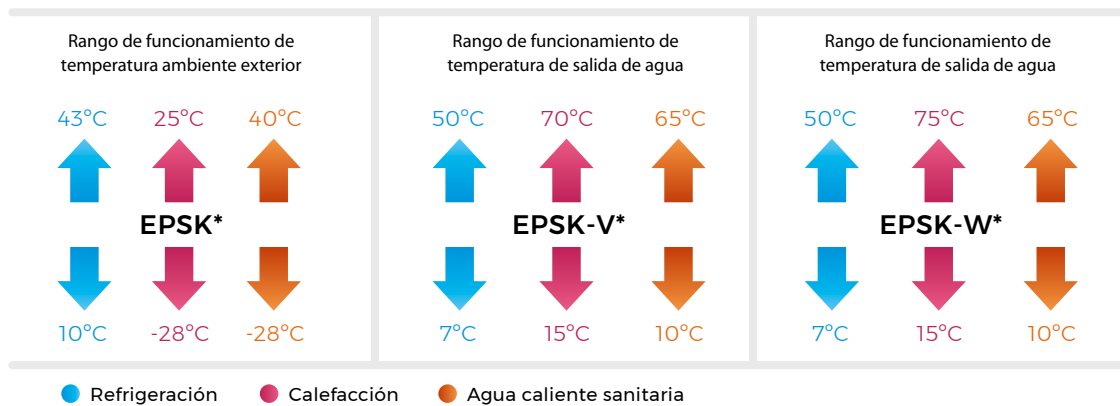 Rango de funcionamiento de
temperatura ambiente exterior
43°C 25°C 40°C
EPSK*
10°C -28°C -28°C
Rango de funcionamiento de
temperatura de salida de agua
50°C 70°C 65°C
EPSK-V*
7°C 15°C 10°C
Rango de funcionamiento de
temperatura de salida de agua
50°C 75°C 65°C
EPSK-W*
7°C 15°C 10°C
Refrigeración Calefacción Agua caliente sanitaria